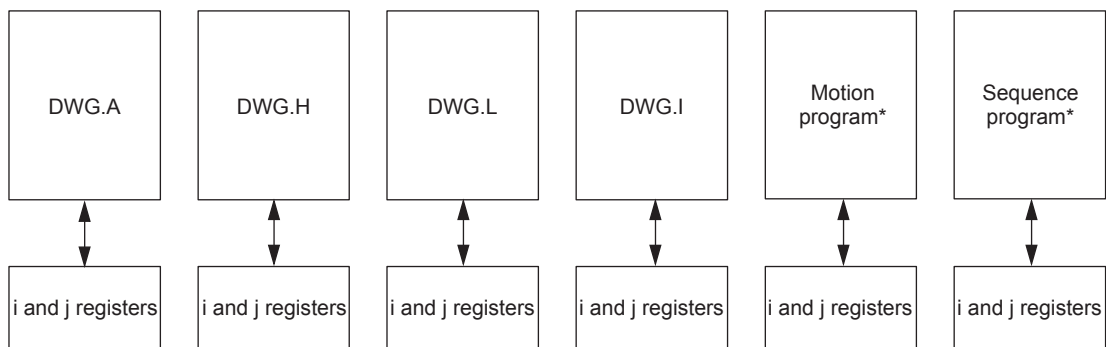 DWG.A
DWG.H
DWG.L
DWG.I
Motion
program*
Sequence
program*
i and j registers
i and j registers
i and j registers
i and j registers
i and j registers
i and j registers